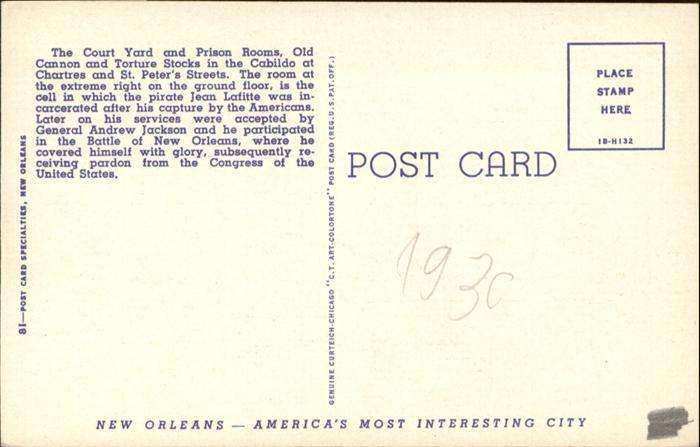 The Court Yard and Prison Rooms, Old
Cannon and Torture Stocks in the Cabildo at
Chartres and St. Peter's Streets. The room at
the extreme right on the ground floor, is the
cell in which the pirate Jean Lafitte was in-
carcerated after his capture by the Americans.
Later on his services were accepted by
General Andrew Jackson and he participated
in the Battle of New Orleans, where he
covered himself with glory, subsequently re-
ceiving pardon from the Congress of the
United States.
81—POST CARD SPECIALTIES, NEW ORLEANS
GENUINE CURTEICH-CHICAGO "C.T. ART-COLORTONE" POST CARD (REG. U.S. PAT. OFF.)
POST CARD
PLACE
STAMP
HERE
1B-H132
1930
NEW ORLEANS — AMERICA'S MOST INTERESTING CITY